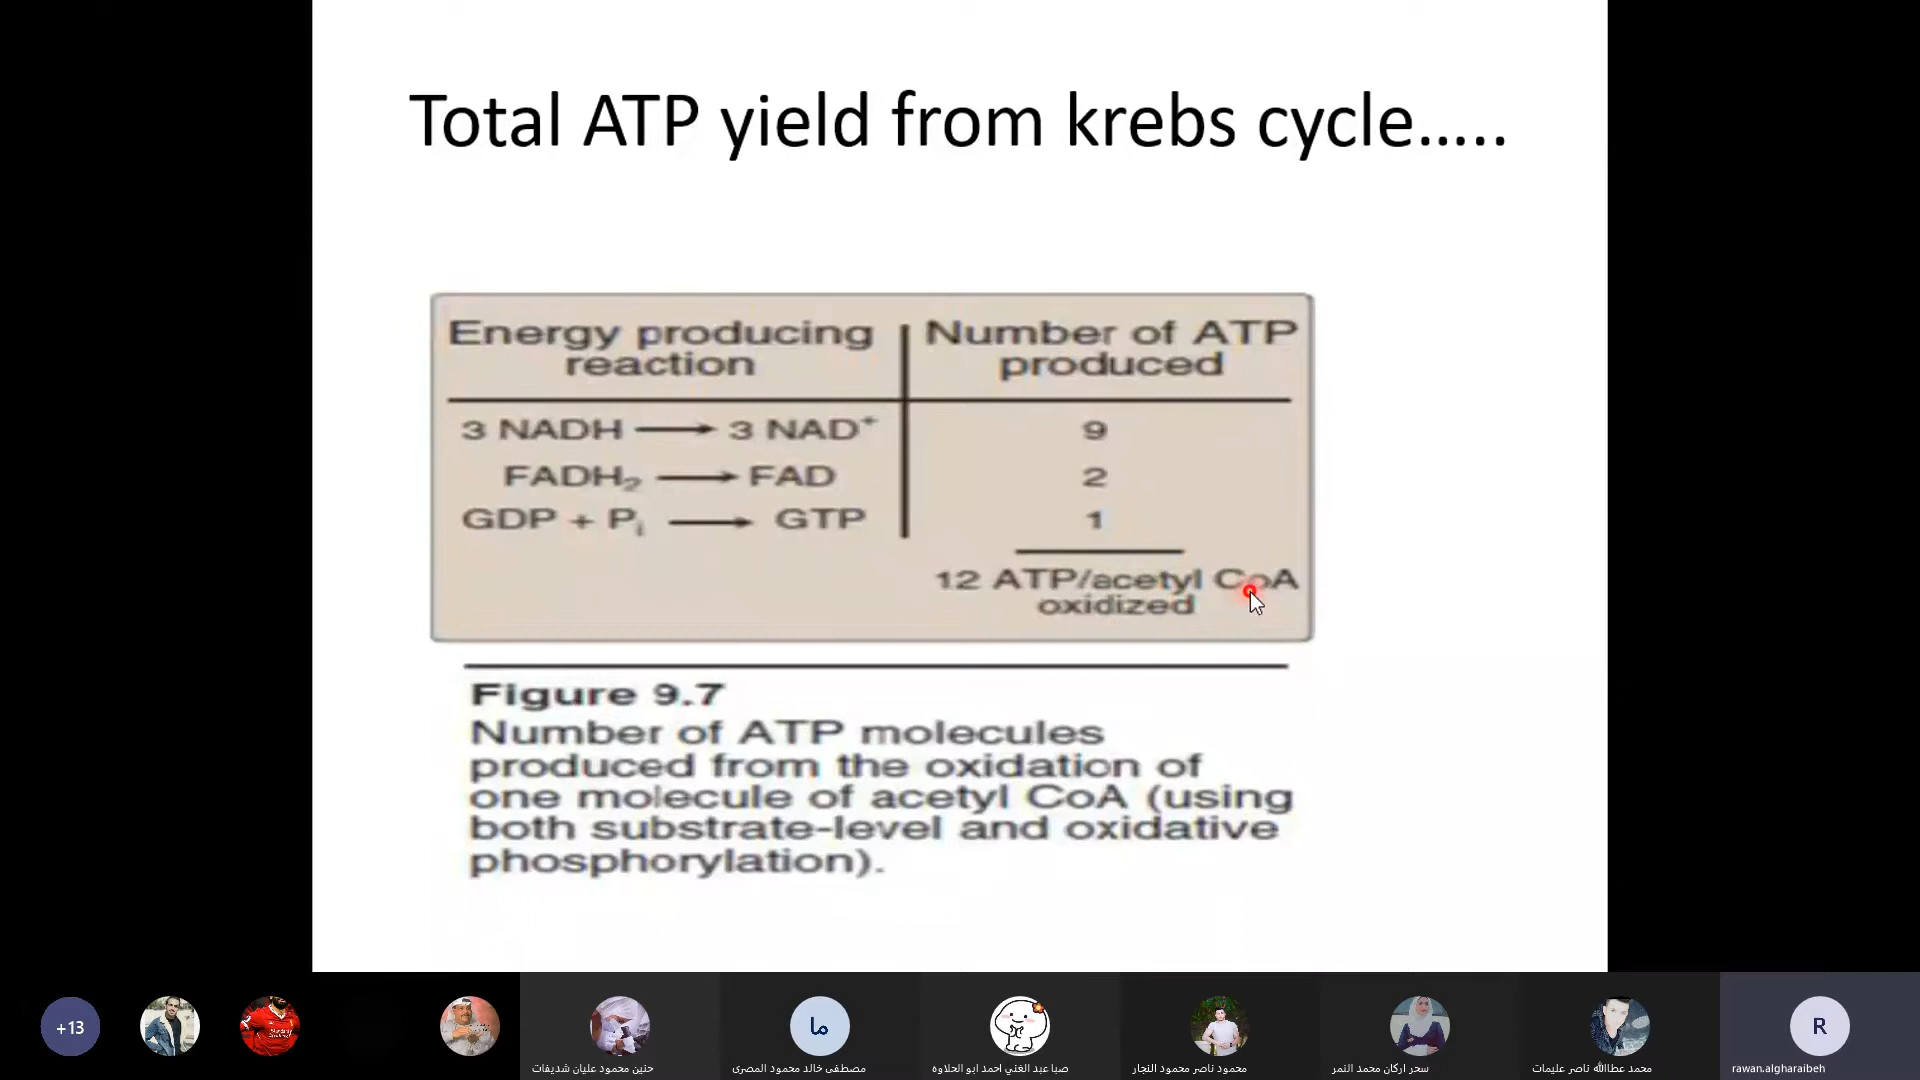 Total ATP yield from krebs cycle.....
Energy producing reaction
Number of ATP produced
3 NADH → 3 NAD⁺
9
FADH₂ → FAD
2
GDP + Pᵢ → GTP
1
12 ATP/acetyl CoA
oxidized
Figure 9.7
Number of ATP molecules
produced from the oxidation of
one molecule of acetyl CoA (using
both substrate-level and oxidative
phosphorylation).
+13
ما
R
حنين محمود عليان شديفات
مصطفى خالد محمود المصرى
صبا عبد الغني احمد ابو الحلاوه
محمود ناصر محمود النجار
سحر اركان محمد النمر
محمد عطاالله ناصر عليمات
rawan.algharaibeh